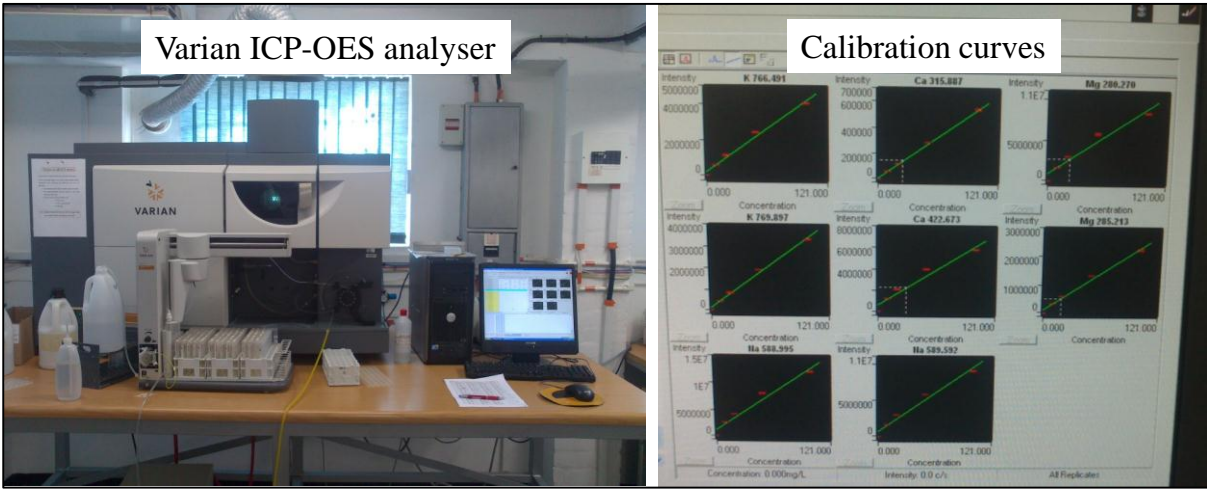 Varian ICP-OES analyser
VARIAN
Calibration curves
Intensity K 766.491
5000000
4000000
2000000
0
0.000 121.000
Concentration
Intensity Ca 315.887
700000
600000
400000
200000
0
0.000 121.000
Concentration
Intensity Mg 280.270
1.1E7
5000000
0
0.000 121.000
Concentration
Intensity K 769.897
4000000
3000000
2000000
1000000
0
0.000 121.000
Concentration
Intensity Ca 422.673
8000000
6000000
4000000
2000000
0
0.000 121.000
Concentration
Intensity Mg 285.213
3000000
2000000
1000000
0
0.000 121.000
Concentration
Intensity Na 588.995
1.5E7
1E7
5000000
0
0.000 121.000
Concentration
Intensity Na 589.592
1.1E7
5000000
0
0.000 121.000
Concentration
Concentration: 0.000mg/L Intensity: 0.0 c/s All Replicates